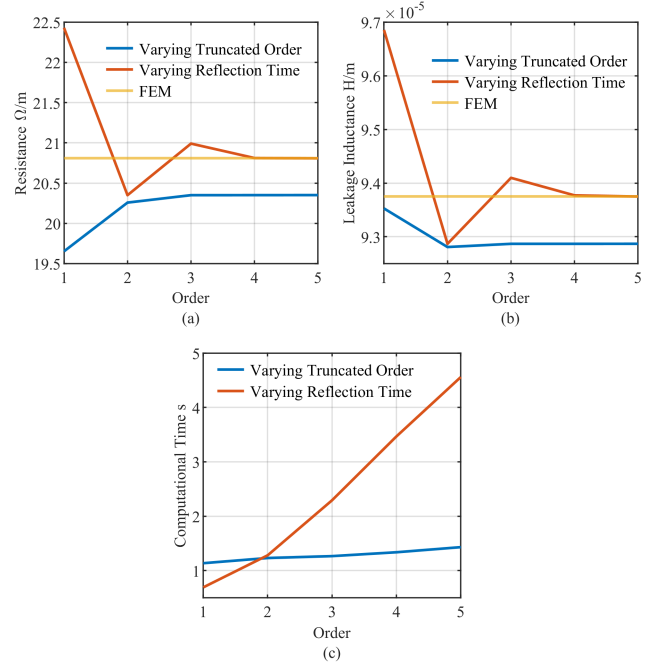 22.5
22
21.5
21
20.5
20
19.5
Resistance Ω/m
Varying Truncated Order
Varying Reflection Time
FEM
1 2 3 4 5
Order
(a)
×10⁻⁵
9.7
9.6
9.5
9.4
9.3
Leakage Inductance H/m
Varying Truncated Order
Varying Reflection Time
FEM
1 2 3 4 5
Order
(b)
5
4
3
2
1
Computational Time s
Varying Truncated Order
Varying Reflection Time
1 2 3 4 5
Order
(c)